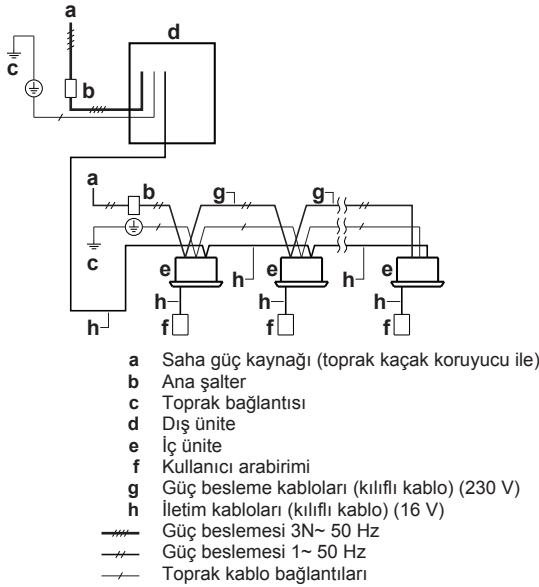 a
d
c
b
a
b
g
g
c
e
h
e
h
e
h
h
h
h
f
f
f
h
a Saha güç kaynağı (toprak kaçak koruyucu ile)
b Ana şalter
c Toprak bağlantısı
d Dış ünite
e İç ünite
f Kullanıcı arabirimi
g Güç besleme kabloları (kılıflı kablo) (230 V)
h İletim kabloları (kılıflı kablo) (16 V)
Güç beslemesi 3N~ 50 Hz
Güç beslemesi 1~ 50 Hz
Toprak kablo bağlantıları